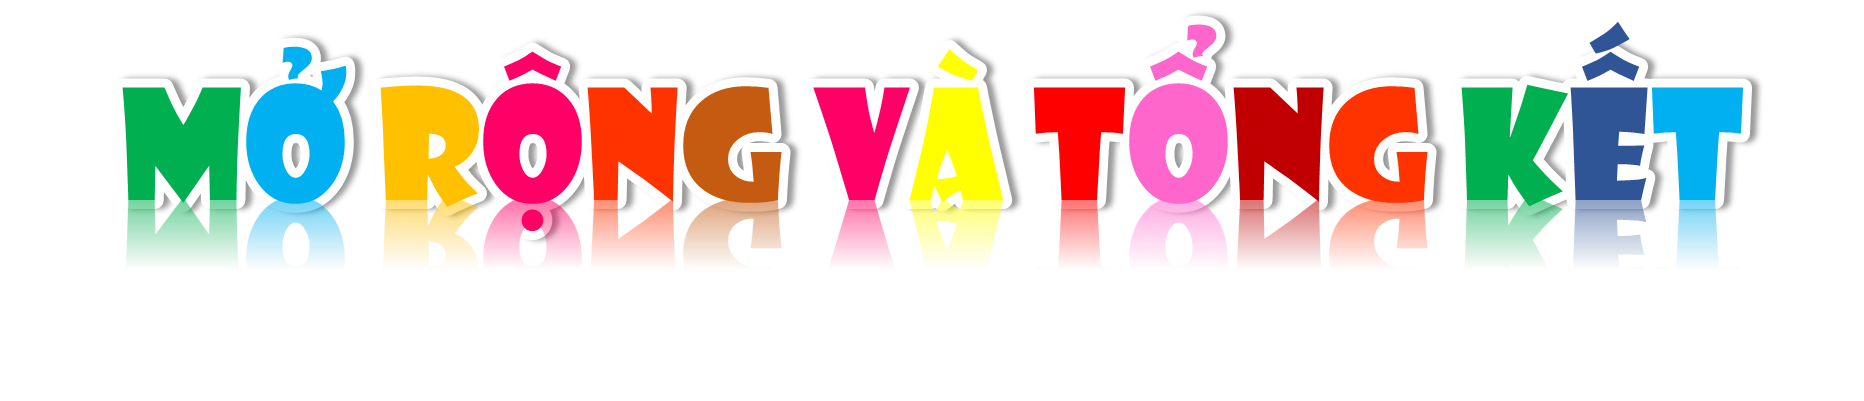 MỞ RỘNG VÀ TỔNG KẾT